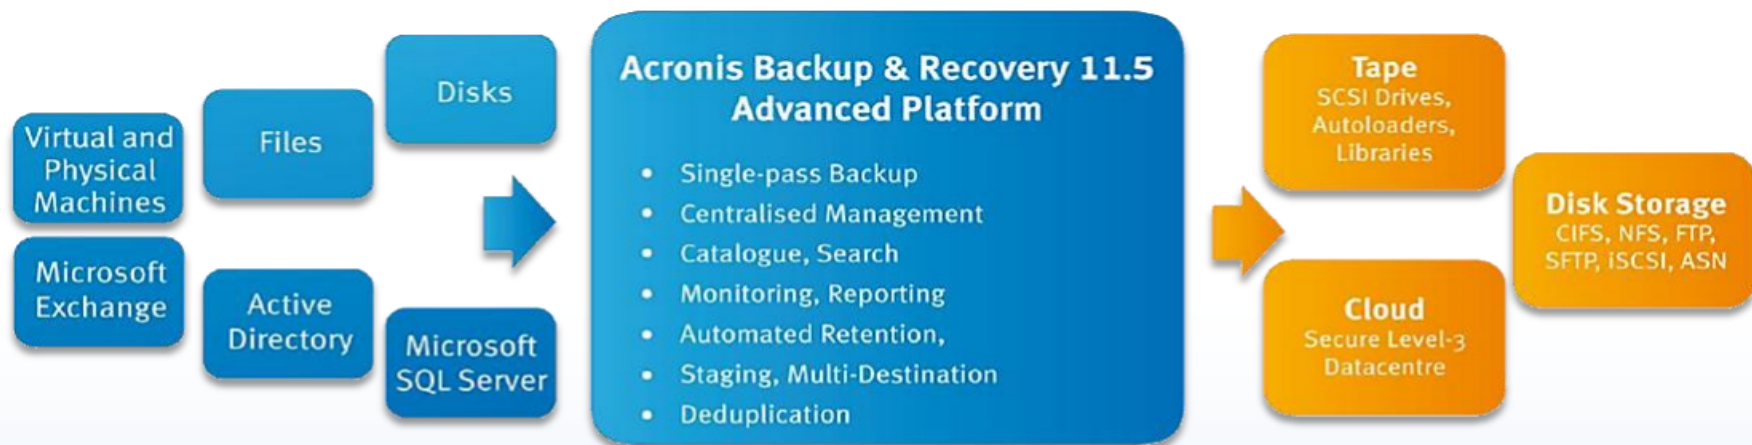 Virtual and
Physical
Machines
Files
Disks
Microsoft
Exchange
Active
Directory
Microsoft
SQL Server
Acronis Backup & Recovery 11.5
Advanced Platform
• Single-pass Backup
• Centralised Management
• Catalogue, Search
• Monitoring, Reporting
• Automated Retention,
• Staging, Multi-Destination
• Deduplication
Tape
SCSI Drives,
Autoloaders,
Libraries
Disk Storage
CIFS, NFS, FTP,
SFTP, iSCSI, ASN
Cloud
Secure Level-3
Datacentre